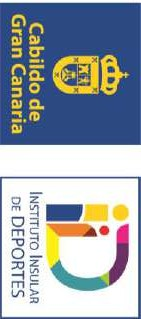 Cabildo de
Gran Canaria
INSTITUTO INSULAR
DE DEPORTES